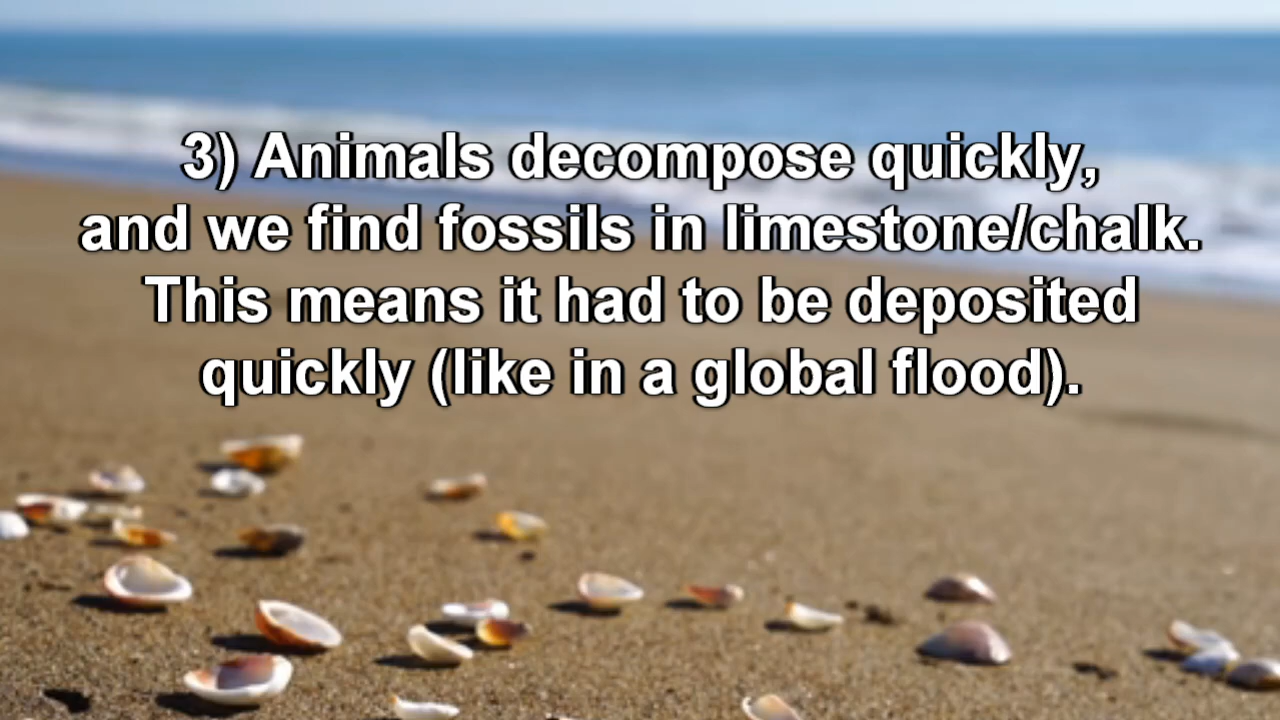 3) Animals decompose quickly,
and we find fossils in limestone/chalk.
This means it had to be deposited
quickly (like in a global flood).